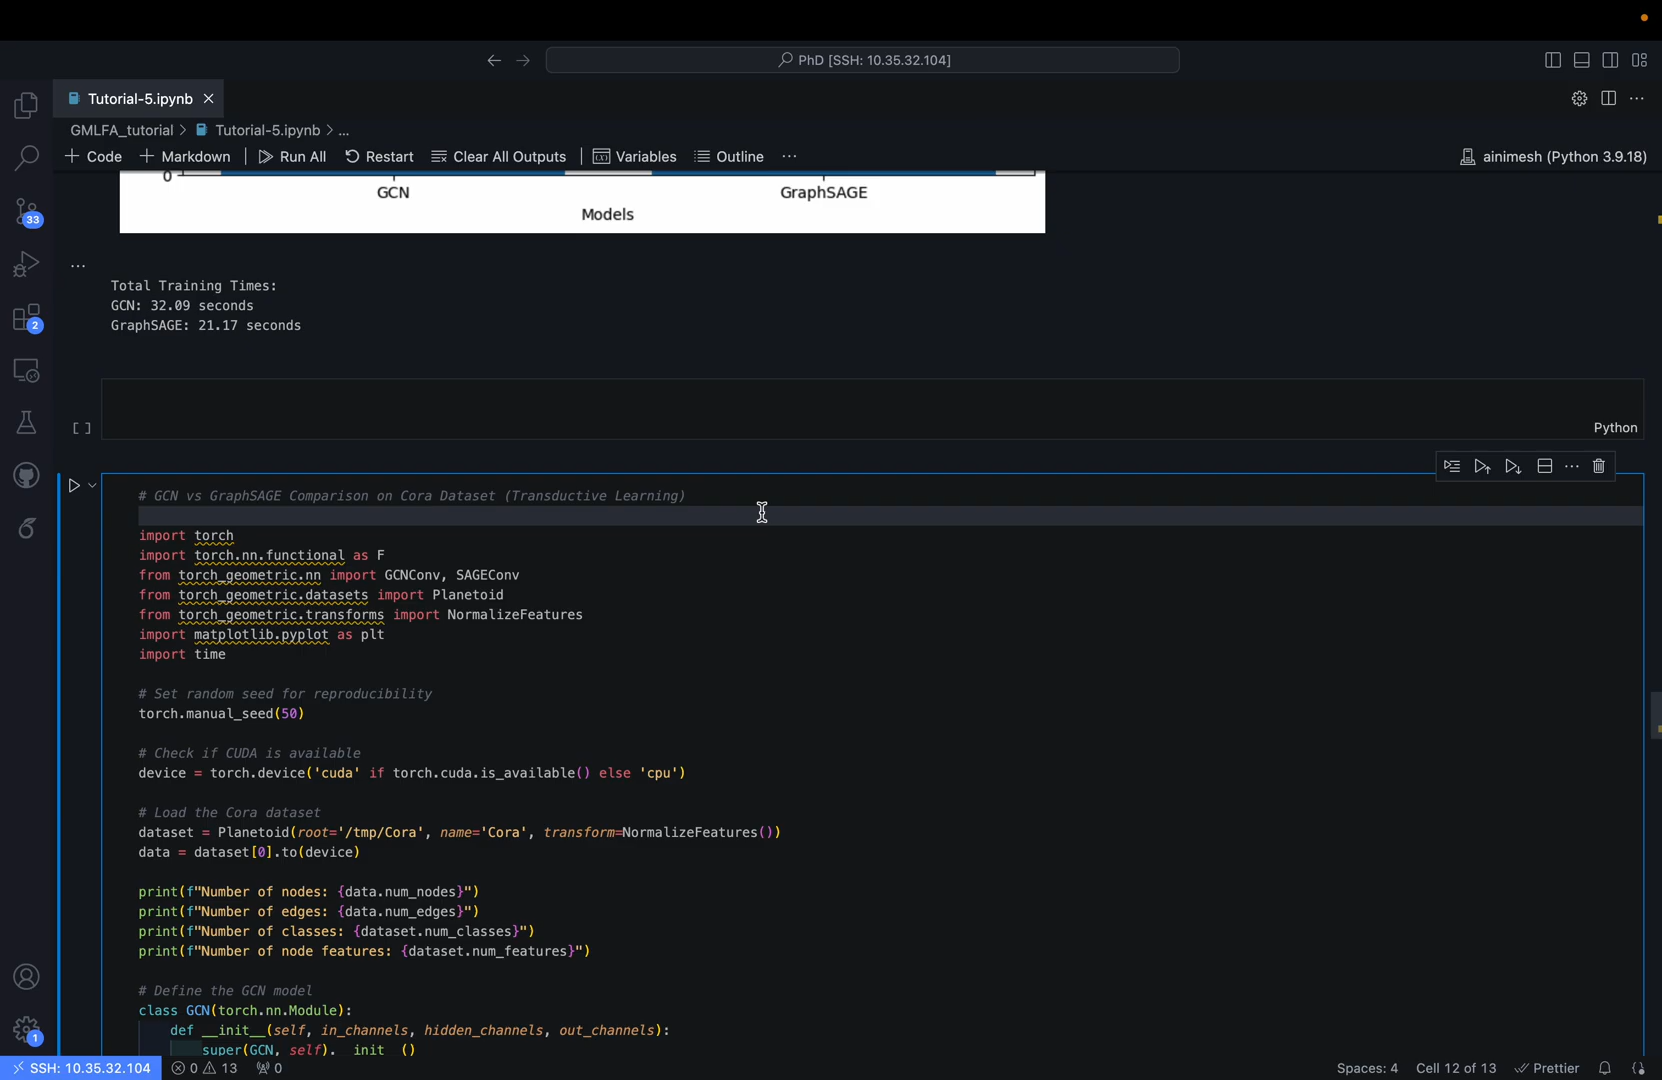 PhD [SSH: 10.35.32.104]
Tutorial-5.ipynb
GMLFA_tutorial > Tutorial-5.ipynb > ...
+ Code + Markdown Run All Restart Clear All Outputs Variables Outline ... ainimesh (Python 3.9.18)
33
2
1
0
GCN GraphSAGE
Models
...
Total Training Times:
GCN: 32.09 seconds
GraphSAGE: 21.17 seconds
[ ]
Python
# GCN vs GraphSAGE Comparison on Cora Dataset (Transductive Learning)
import torch
import torch.nn.functional as F
from torch_geometric.nn import GCNConv, SAGEConv
from torch_geometric.datasets import Planetoid
from torch_geometric.transforms import NormalizeFeatures
import matplotlib.pyplot as plt
import time
# Set random seed for reproducibility
torch.manual_seed(50)
# Check if CUDA is available
device = torch.device('cuda' if torch.cuda.is_available() else 'cpu')
# Load the Cora dataset
dataset = Planetoid(root='/tmp/Cora', name='Cora', transform=NormalizeFeatures())
data = dataset[0].to(device)
print(f"Number of nodes: {data.num_nodes}")
print(f"Number of edges: {data.num_edges}")
print(f"Number of classes: {dataset.num_classes}")
print(f"Number of node features: {dataset.num_features}")
# Define the GCN model
class GCN(torch.nn.Module):
def __init__(self, in_channels, hidden_channels, out_channels):
super(GCN, self).__init__()
SSH: 10.35.32.104 0 13 0 Spaces: 4 Cell 12 of 13 Prettier